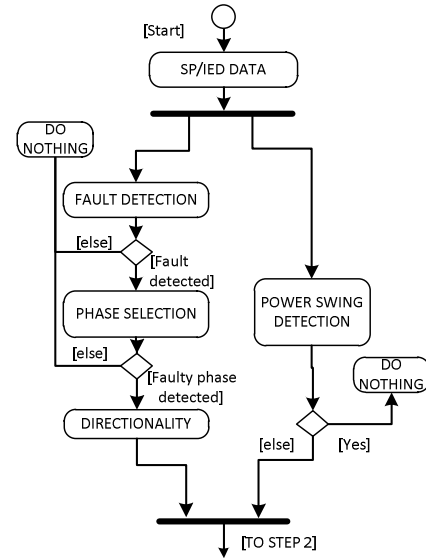 [Start]
SP/IED DATA
DO
NOTHING
FAULT DETECTION
[else]
[Fault
detected]
PHASE SELECTION
POWER SWING
DETECTION
[else]
[Faulty phase
detected]
DO
NOTHING
DIRECTIONALITY
[else]
[Yes]
[TO STEP 2]